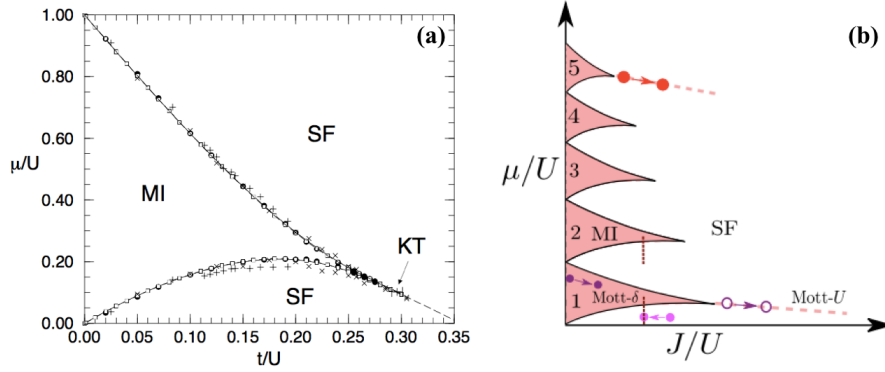 (a)
1.00
0.80
0.60
μ/U
0.40
0.20
0.00
SF
MI
KT
SF
0.00 0.05 0.10 0.15 0.20 0.25 0.30 0.35
t/U
(b)
5
4
3
μ/U
2 MI SF
1 Mott-δ Mott-U
J/U